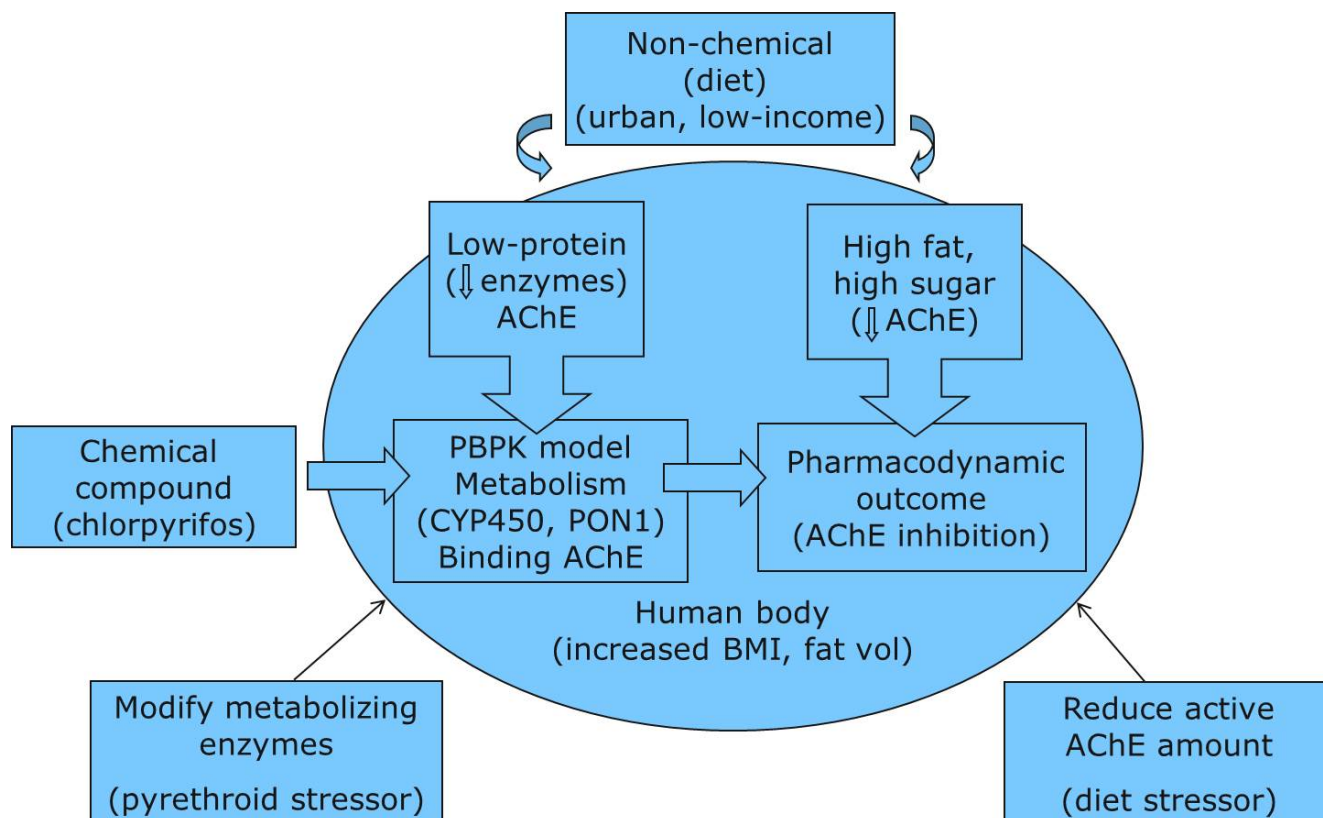 Non-chemical
(diet)
(urban, low-income)
Low-protein
(⇩ enzymes)
AChE
High fat,
high sugar
(⇩ AChE)
Chemical
compound
(chlorpyrifos)
PBPK model
Metabolism
(CYP450, PON1)
Binding AChE
Pharmacodynamic
outcome
(AChE inhibition)
Human body
(increased BMI, fat vol)
Modify metabolizing
enzymes
(pyrethroid stressor)
Reduce active
AChE amount
(diet stressor)